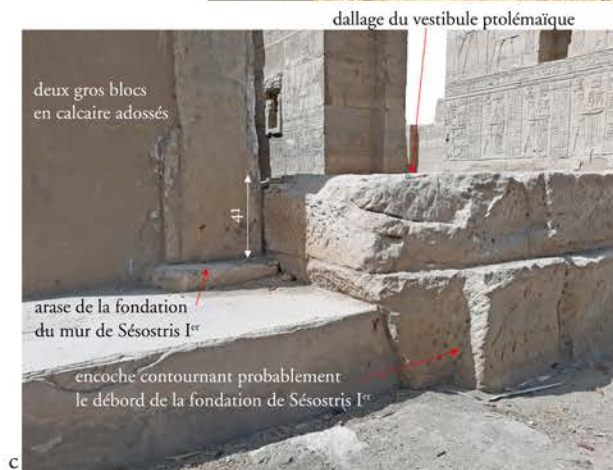 dallage du vestibule ptolémaïque
deux gros blocs
en calcaire adossés
41
arase de la fondation
du mur de Sésostris Iᵉʳ
encoche contournant probablement
le débord de la fondation de Sésostris Iᵉʳ
c